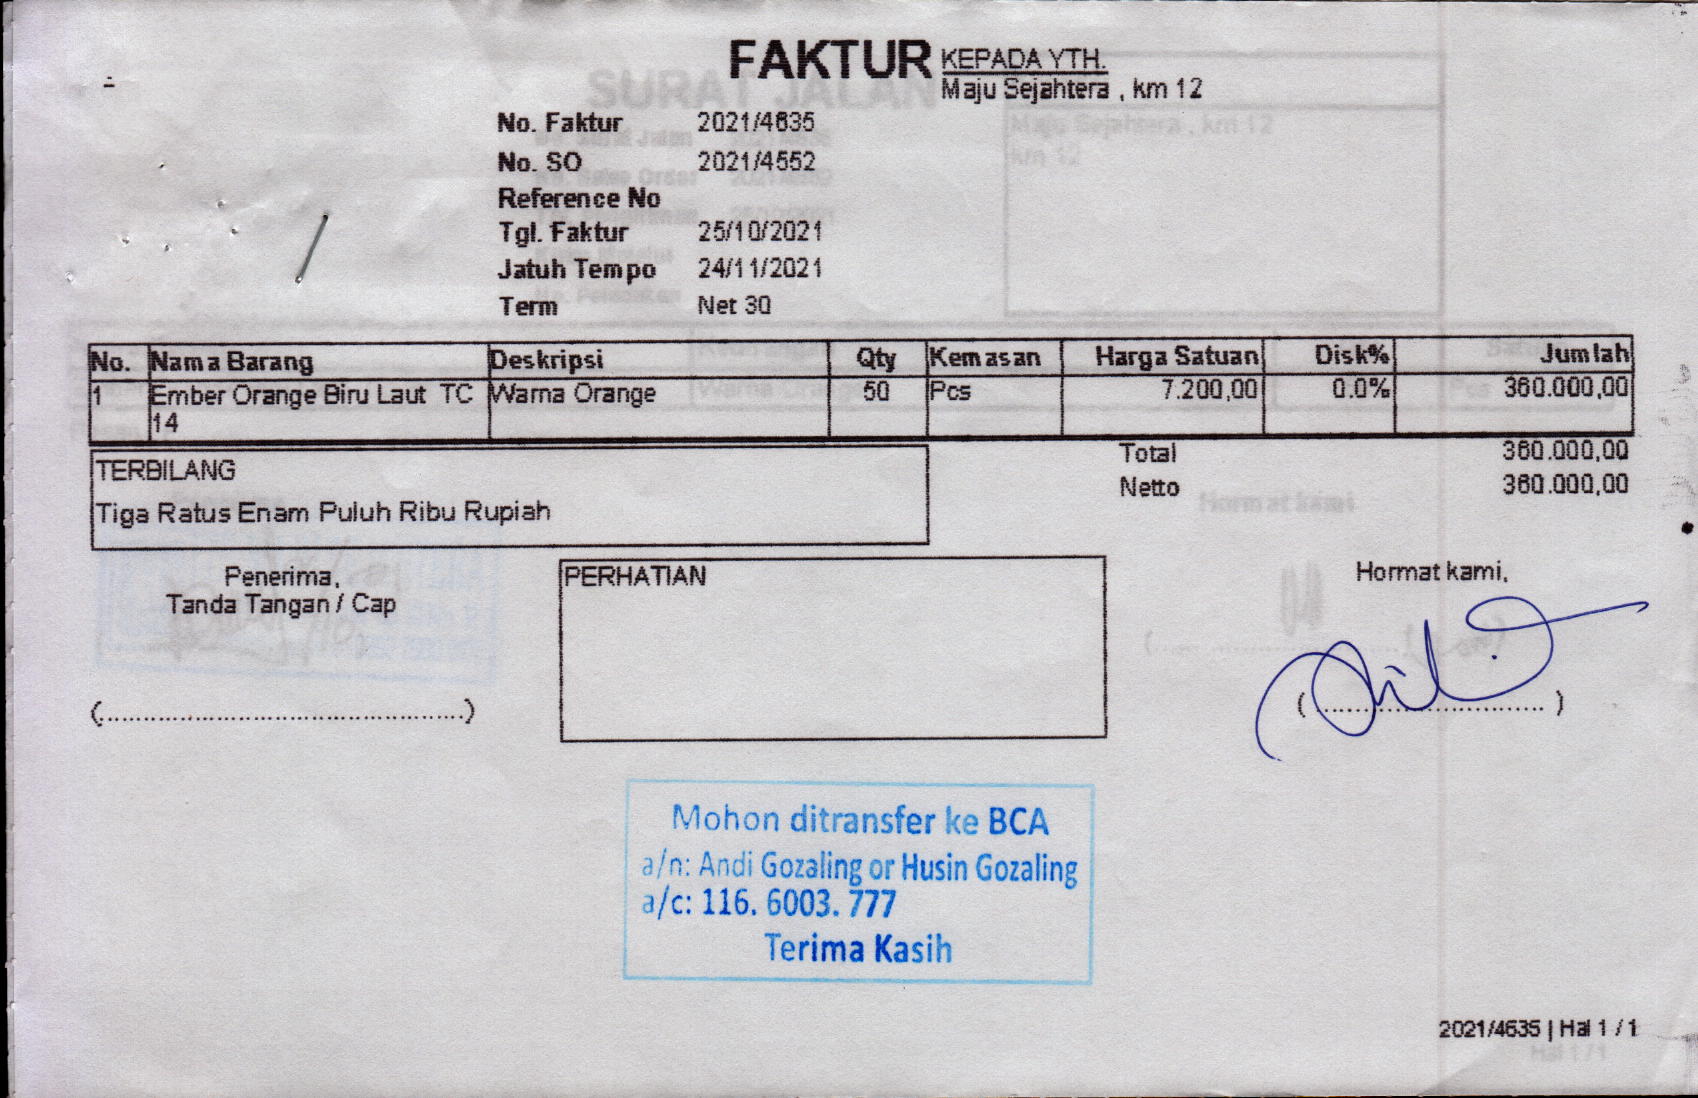 FAKTUR
KEPADA YTH.
Maju Sejahtera , km 12
No. Faktur 2021/4635
No. SO 2021/4552
Reference No
Tgl. Faktur 25/10/2021
Jatuh Tempo 24/11/2021
Term Net 30
No. Nama Barang Deskripsi Qty Kemasan Harga Satuan Disk% Jumlah
1 Ember Orange Biru Laut TC Warna Orange 50 Pcs 7.200,00 0.0% 360.000,00
14
Total 360.000,00
Netto 360.000,00
TERBILANG
Tiga Ratus Enam Puluh Ribu Rupiah
Penerima,
Tanda Tangan / Cap
(................................................)
PERHATIAN
Hormat kami,
(................................)
Mohon ditransfer ke BCA
a/n: Andi Gozaling or Husin Gozaling
a/c: 116. 6003. 777
Terima Kasih
2021/4635 | Hal 1 / 1